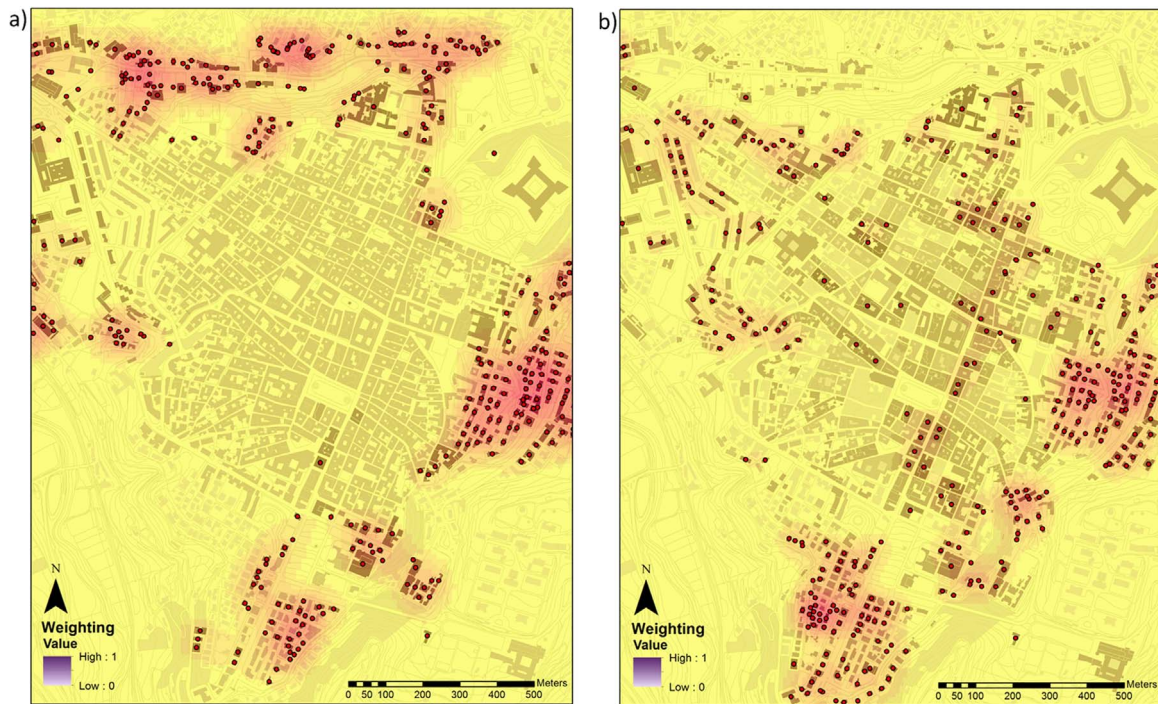 a)
N
Weighting
Value
High : 1
Low : 0
Meters
0 50 100 200 300 400 500
b)
N
Weighting
Value
High : 1
Low : 0
Meters
0 50 100 200 300 400 500